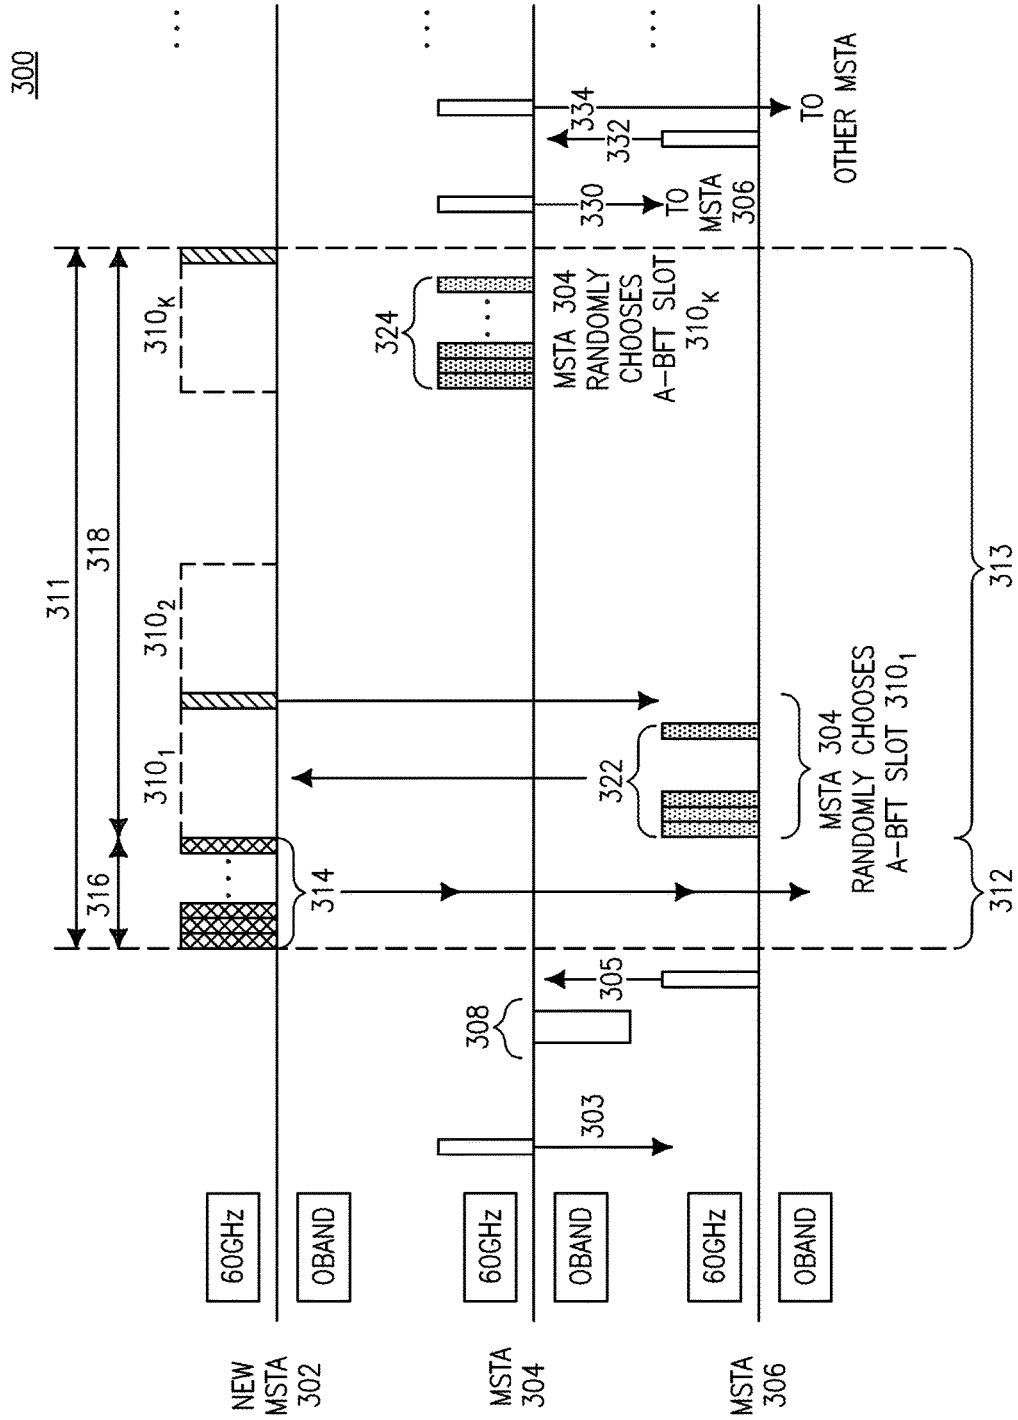 300
311
316
318
310₁
310₂
310ₖ
NEW
MSTA
302
60GHz
OBAND
314
308
324
MSTA
304
60GHz
OBAND
303
305
MSTA 304
RANDOMLY
CHOOSES
A-BFT SLOT
310ₖ
330
TO
MSTA
306
332
334
TO
OTHER MSTA
322
MSTA
306
60GHz
OBAND
MSTA 304
RANDOMLY CHOOSES
A-BFT SLOT 310₁
312
313